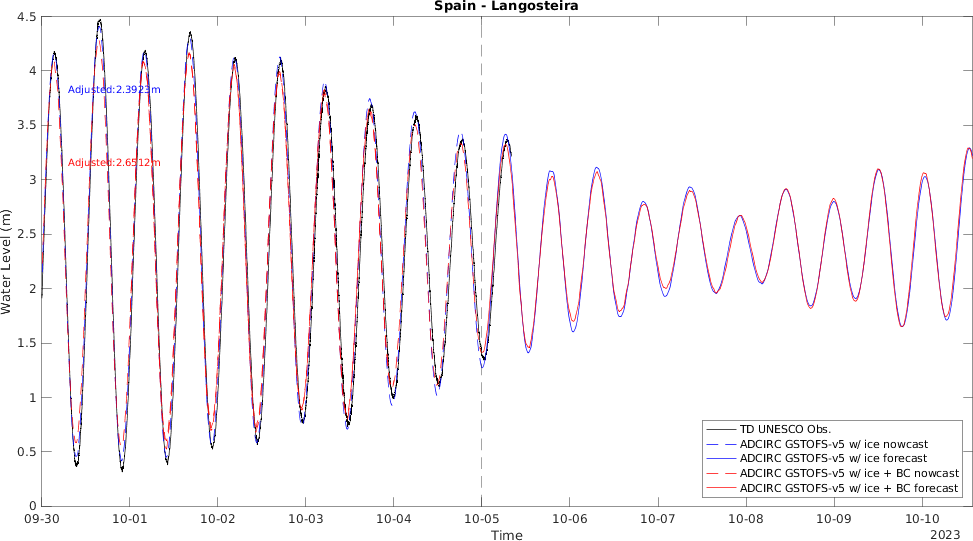 Spain - Langosteira
4.5
4
3.5
3
2.5
2
1.5
1
0.5
0
Water Level (m)
Adjusted:2.3923m
Adjusted:2.6512m
TD UNESCO Obs.
ADCIRC GSTOFS-v5 w/ ice nowcast
ADCIRC GSTOFS-v5 w/ ice forecast
ADCIRC GSTOFS-v5 w/ ice + BC nowcast
ADCIRC GSTOFS-v5 w/ ice + BC forecast
09-30 10-01 10-02 10-03 10-04 10-05 10-06 10-07 10-08 10-09 10-10
2023
Time